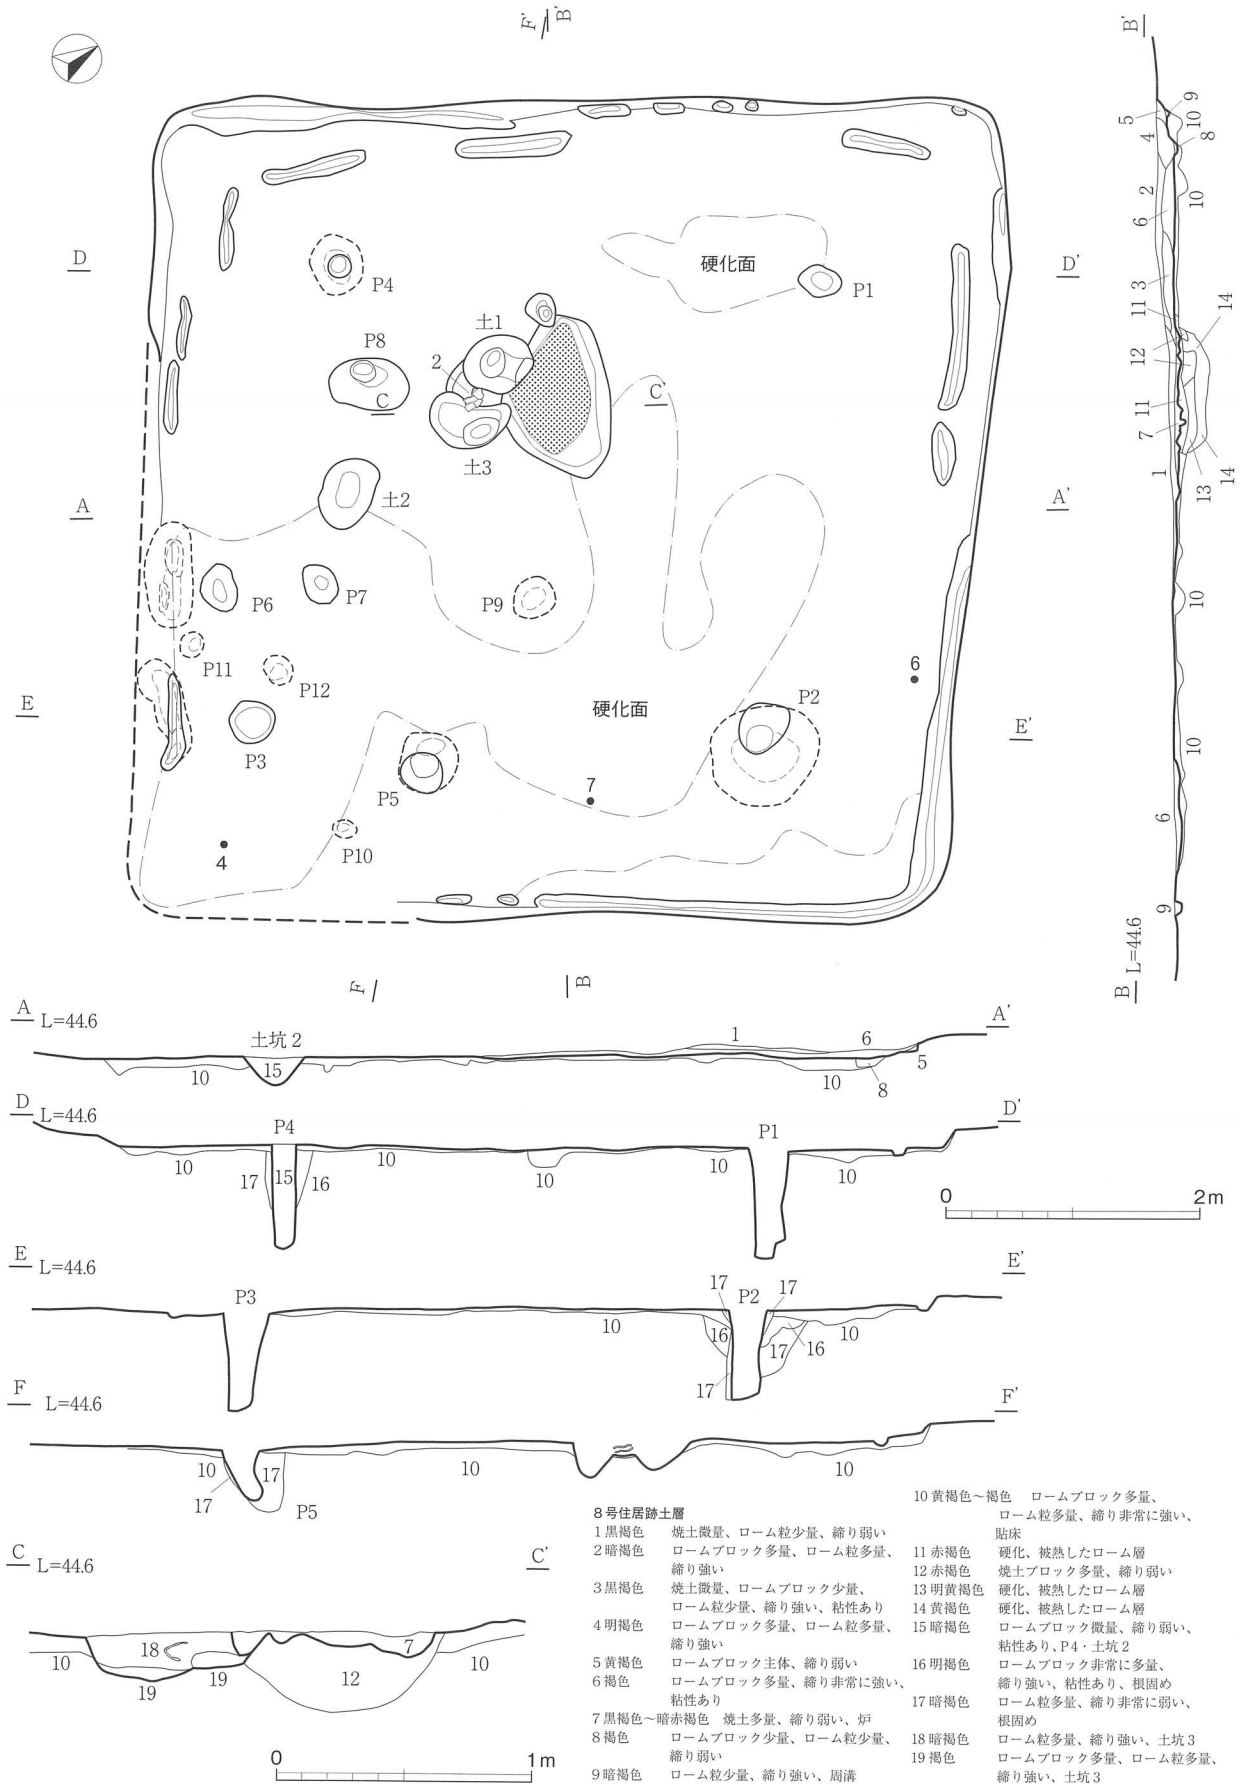 F' B'
B'
9
5
10
4
8
2
10
6
D
硬化面
D'
P4
P1
3
11
14
土1
P8
12
2
C
C'
11
7
土3
1
13
14
A
土2
A'
P6
P7
P9
10
P11
P12
6
E
硬化面
P2
E'
P3
10
7
P5
6
4
P10
9
F
B
B L=44.6
A L=44.6
A'
土坑2
1
6
10
15
10
8
5
D L=44.6
D'
P4
P1
10
17
15
16
10
10
10
10
0
2m
E L=44.6
E'
P3
17
P2
17
10
16
16
10
17
17
F L=44.6
F'
10
17
10
10
17
P5
C L=44.6
C'
18
7
10
19
19
12
10
0
1m
8号住居跡土層
1 黒褐色 焼土微量、ローム粒少量、締り弱い
2 暗褐色 ロームブロック多量、ローム粒多量、
締り強い
3 黒褐色 焼土微量、ロームブロック少量、
ローム粒少量、締り強い、粘性あり
4 明褐色 ロームブロック多量、ローム粒多量、
締り強い
5 黄褐色 ロームブロック主体、締り弱い
6 褐色 ロームブロック多量、締り非常に強い、
粘性あり
7 黒褐色～暗赤褐色 焼土多量、締り弱い、炉
8 褐色 ロームブロック少量、ローム粒少量、
締り弱い
9 暗褐色 ローム粒少量、締り強い、周溝
10 黄褐色～褐色 ロームブロック多量、
ローム粒多量、締り非常に強い、
貼床
11 赤褐色 硬化、被熱したローム層
12 赤褐色 焼土ブロック多量、締り弱い
13 明黄褐色 硬化、被熱したローム層
14 黄褐色 硬化、被熱したローム層
15 暗褐色 ロームブロック微量、締り弱い、
粘性あり、P4・土坑2
16 明褐色 ロームブロック非常に多量、
締り強い、粘性あり、根固め
17 暗褐色 ローム粒多量、締り非常に弱い、
根固め
18 暗褐色 ローム粒多量、締り強い、土坑3
19 褐色 ロームブロック多量、ローム粒多量、
締り強い、土坑3